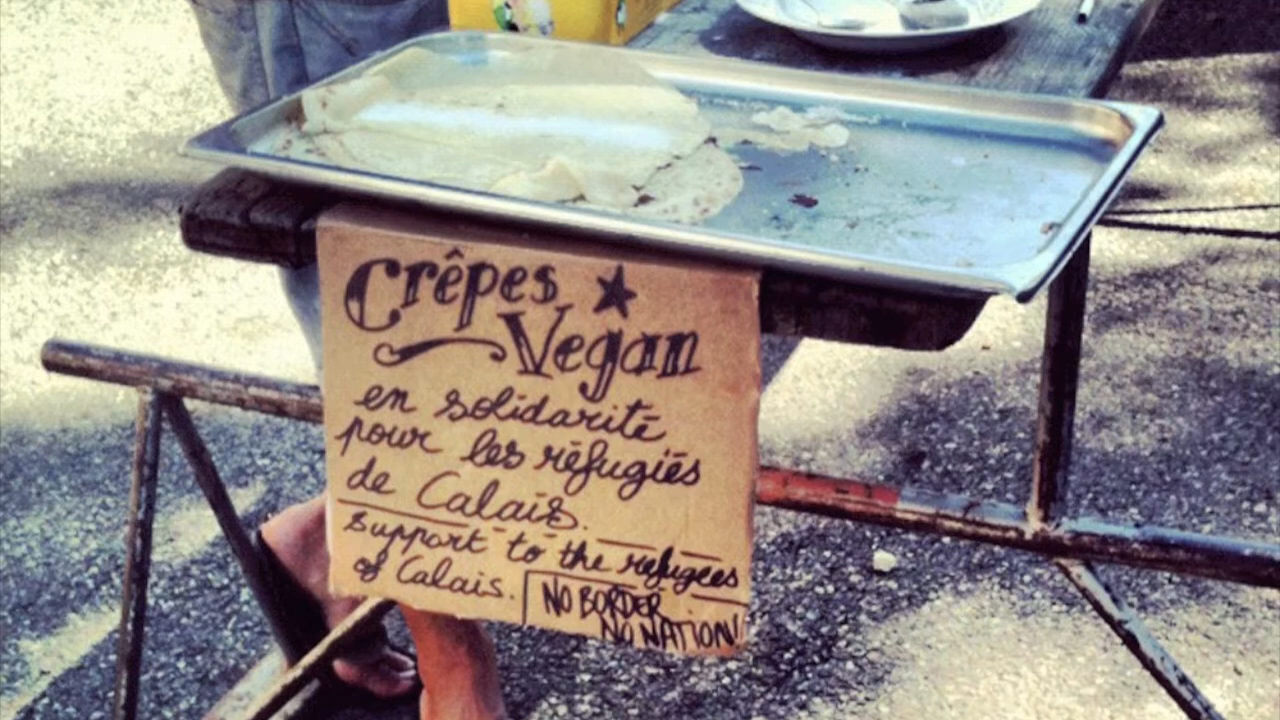 Crêpes ★
Vegan
en solidarité
pour les réfugiés
de Calais.
support to the refugees
of Calais.
NO BORDER
NO NATION!